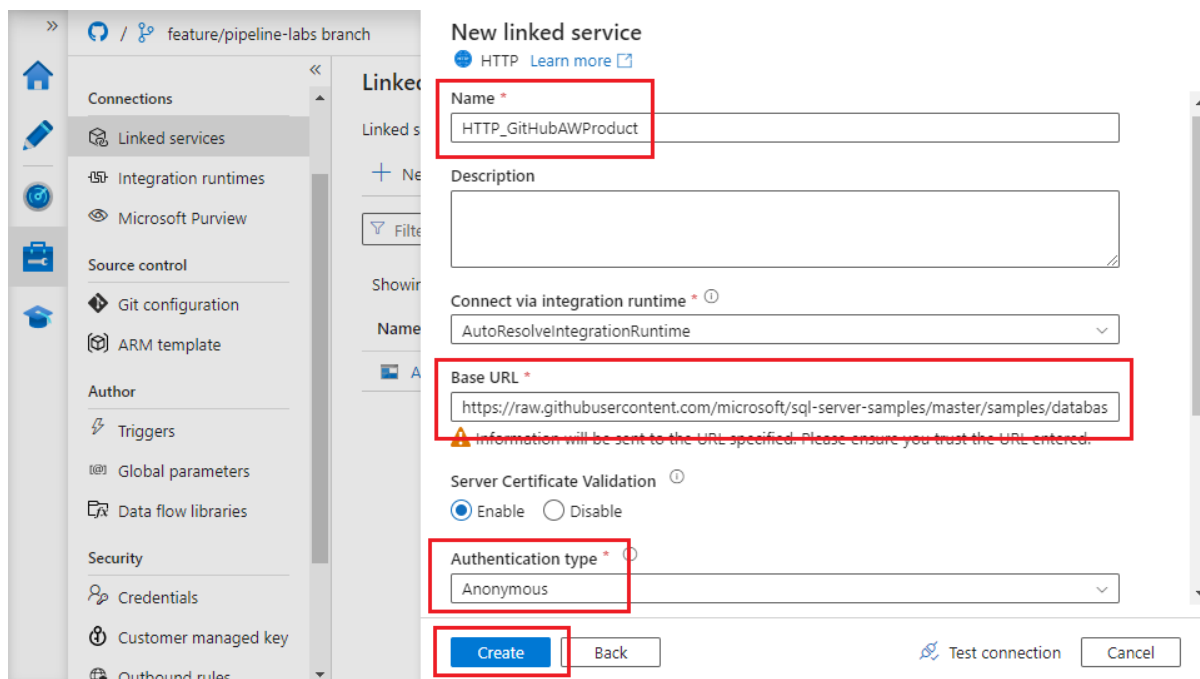 / feature/pipeline-labs branch
Connections
Linked services
Integration runtimes
Microsoft Purview
Source control
Git configuration
ARM template
Author
Triggers
Global parameters
Data flow libraries
Security
Credentials
Customer managed key
Outbound rules
Linked
Linked s
Ne
Filte
Showin
Name
A
New linked service
HTTP Learn more
Name *
HTTP_GitHubAWProduct
Description
Connect via integration runtime *
AutoResolveIntegrationRuntime
Base URL *
https://raw.githubusercontent.com/microsoft/sql-server-samples/master/samples/databas
Information will be sent to the URL specified. Please ensure you trust the URL entered.
Server Certificate Validation
Enable Disable
Authentication type *
Anonymous
Create Back Test connection Cancel